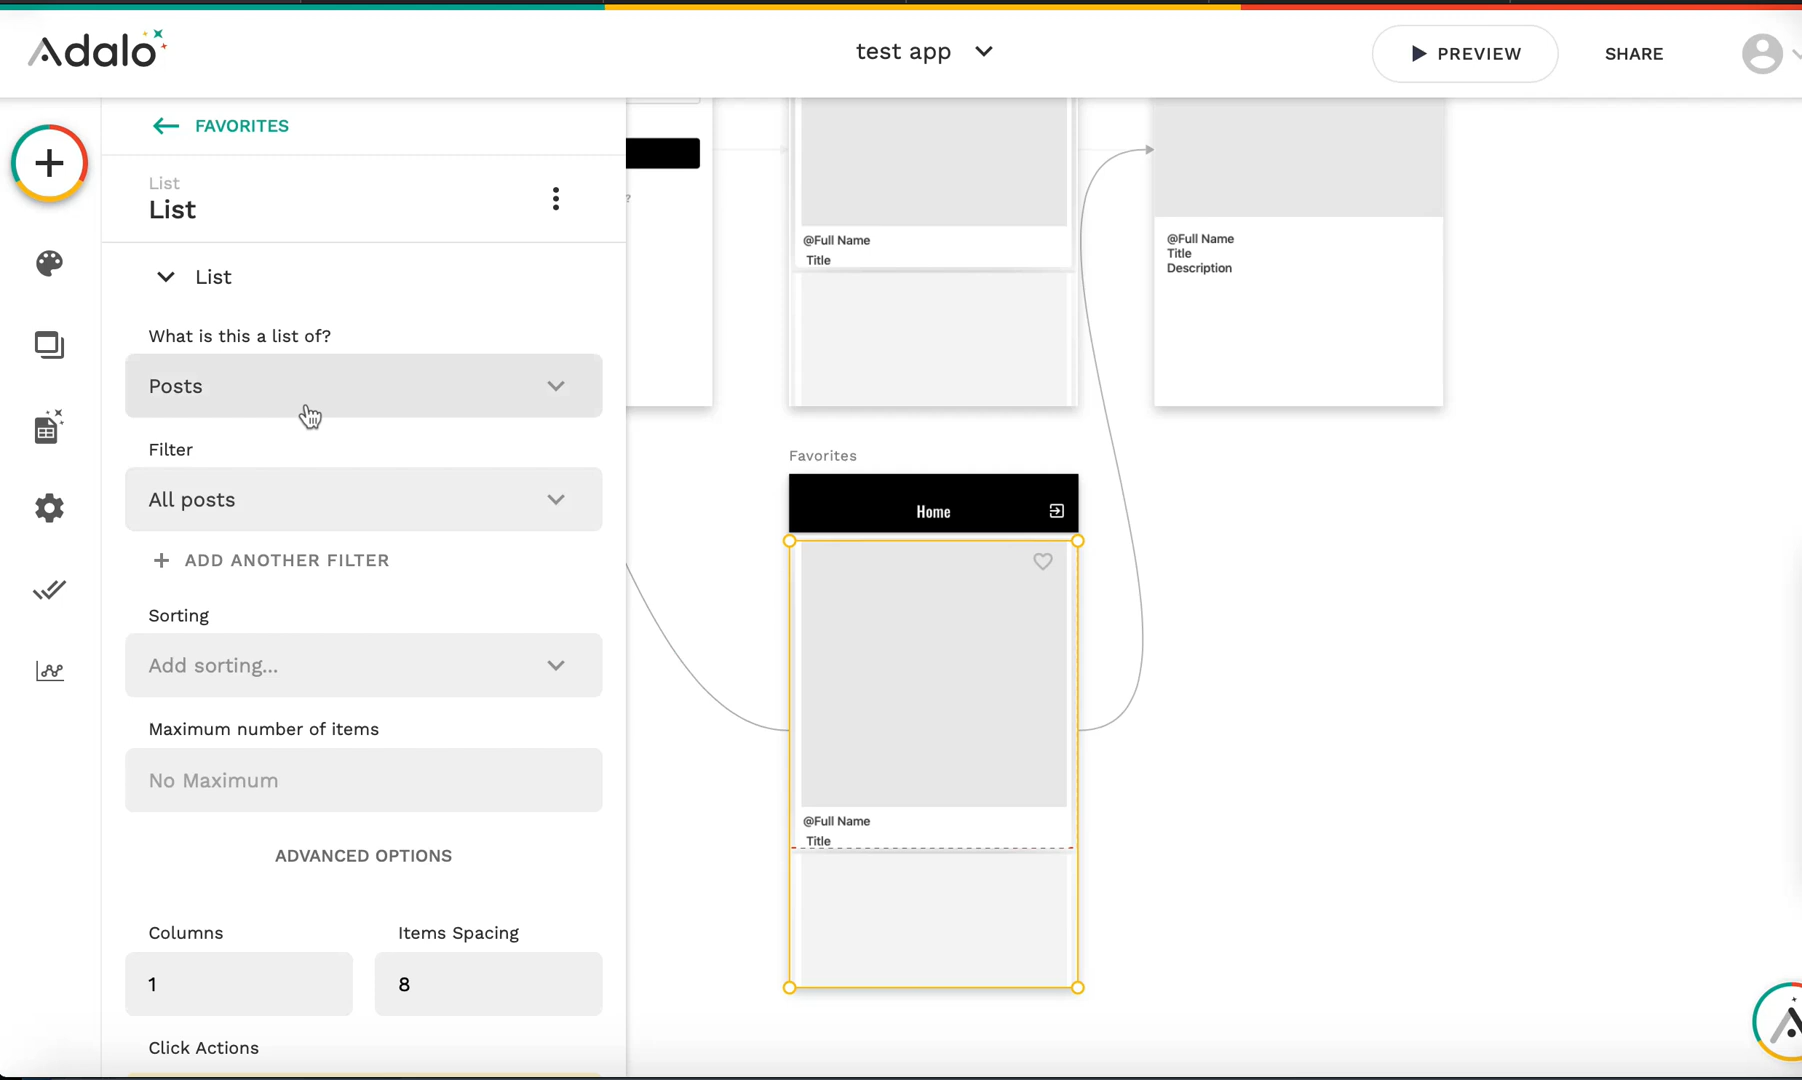 Adalo
test app
PREVIEW
SHARE
FAVORITES
List
List
List
What is this a list of?
Posts
Filter
All posts
ADD ANOTHER FILTER
Sorting
Add sorting...
Maximum number of items
No Maximum
ADVANCED OPTIONS
Columns
Items Spacing
1
8
Click Actions
?
@Full Name
Title
@Full Name
Title
Description
Favorites
Home
@Full Name
Title